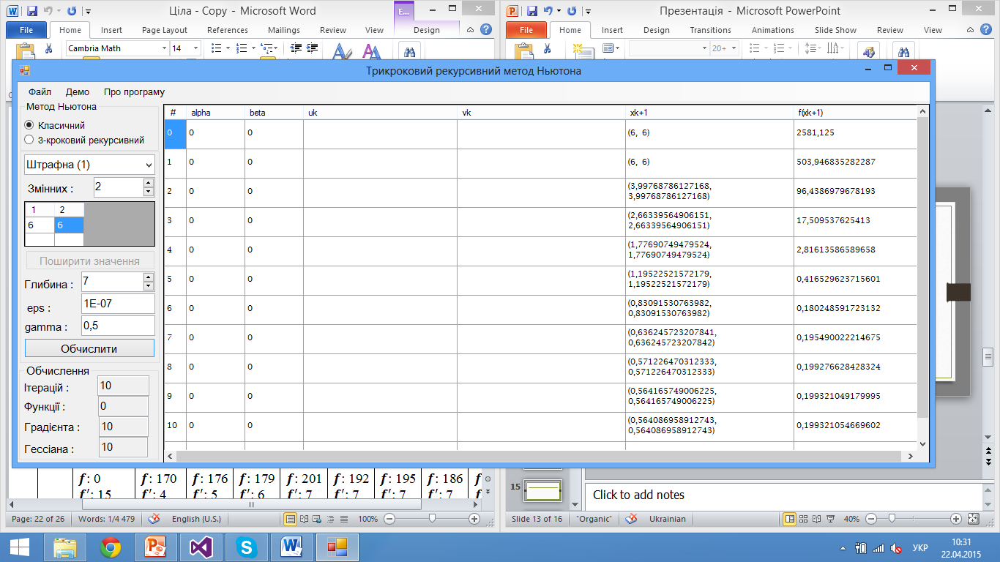 Ціла - Copy - Microsoft Word
E...
Презентація - Microsoft PowerPoint
File Home Insert Page Layout References Mailings Review View Design
File Home Insert Design Transitions Animations Slide Show Review View
Cambria Math 14
20
Трикроковий рекурсивний метод Ньютона
Файл Демо Про програму
Метод Ньютона
Класичний
3-кроковий рекурсивний
Штрафна (1)
Змінних : 2
1 2
6 6
Поширити значення
Глибина : 7
eps : 1E-07
gamma : 0,5
Обчислити
Обчислення
Ітерацій : 10
Функції : 0
Градієнта : 10
Гессіана : 10
# alpha beta uk vk xk+1 f(xk+1)
0 0 0 (6, 6) 2581,125
1 0 0 (6, 6) 503,946835282287
2 0 0 (3,99768786127168,
3,99768786127168) 96,4386979678193
3 0 0 (2,66339564906151,
2,66339564906151) 17,509537625413
4 0 0 (1,77690749479524,
1,77690749479524) 2,81613586589658
5 0 0 (1,19522521572179,
1,19522521572179) 0,416529623715601
6 0 0 (0,83091530763982,
0,83091530763982) 0,180248591723132
7 0 0 (0,636245723207841,
0,636245723207842) 0,195490022214675
8 0 0 (0,571226470312333,
0,571226470312333) 0,199276628428324
9 0 0 (0,564165749006225,
0,564165749006225) 0,199321049179995
10 0 0 (0,564086958912743,
0,564086958912743) 0,199321054669602
f: 0 f: 170 f: 176 f: 179 f: 201 f: 192 f: 195 f: 186 f
f′: 15 f′: 4 f′: 5 f′: 6 f′: 7 f′: 7 f′: 7 f′: 7 f′
15
Click to add notes
Page: 22 of 26 Words: 1/4 479 English (U.S.) 100%
Slide 13 of 16 "Organic" Ukrainian 40%
УКР
10:31
22.04.2015